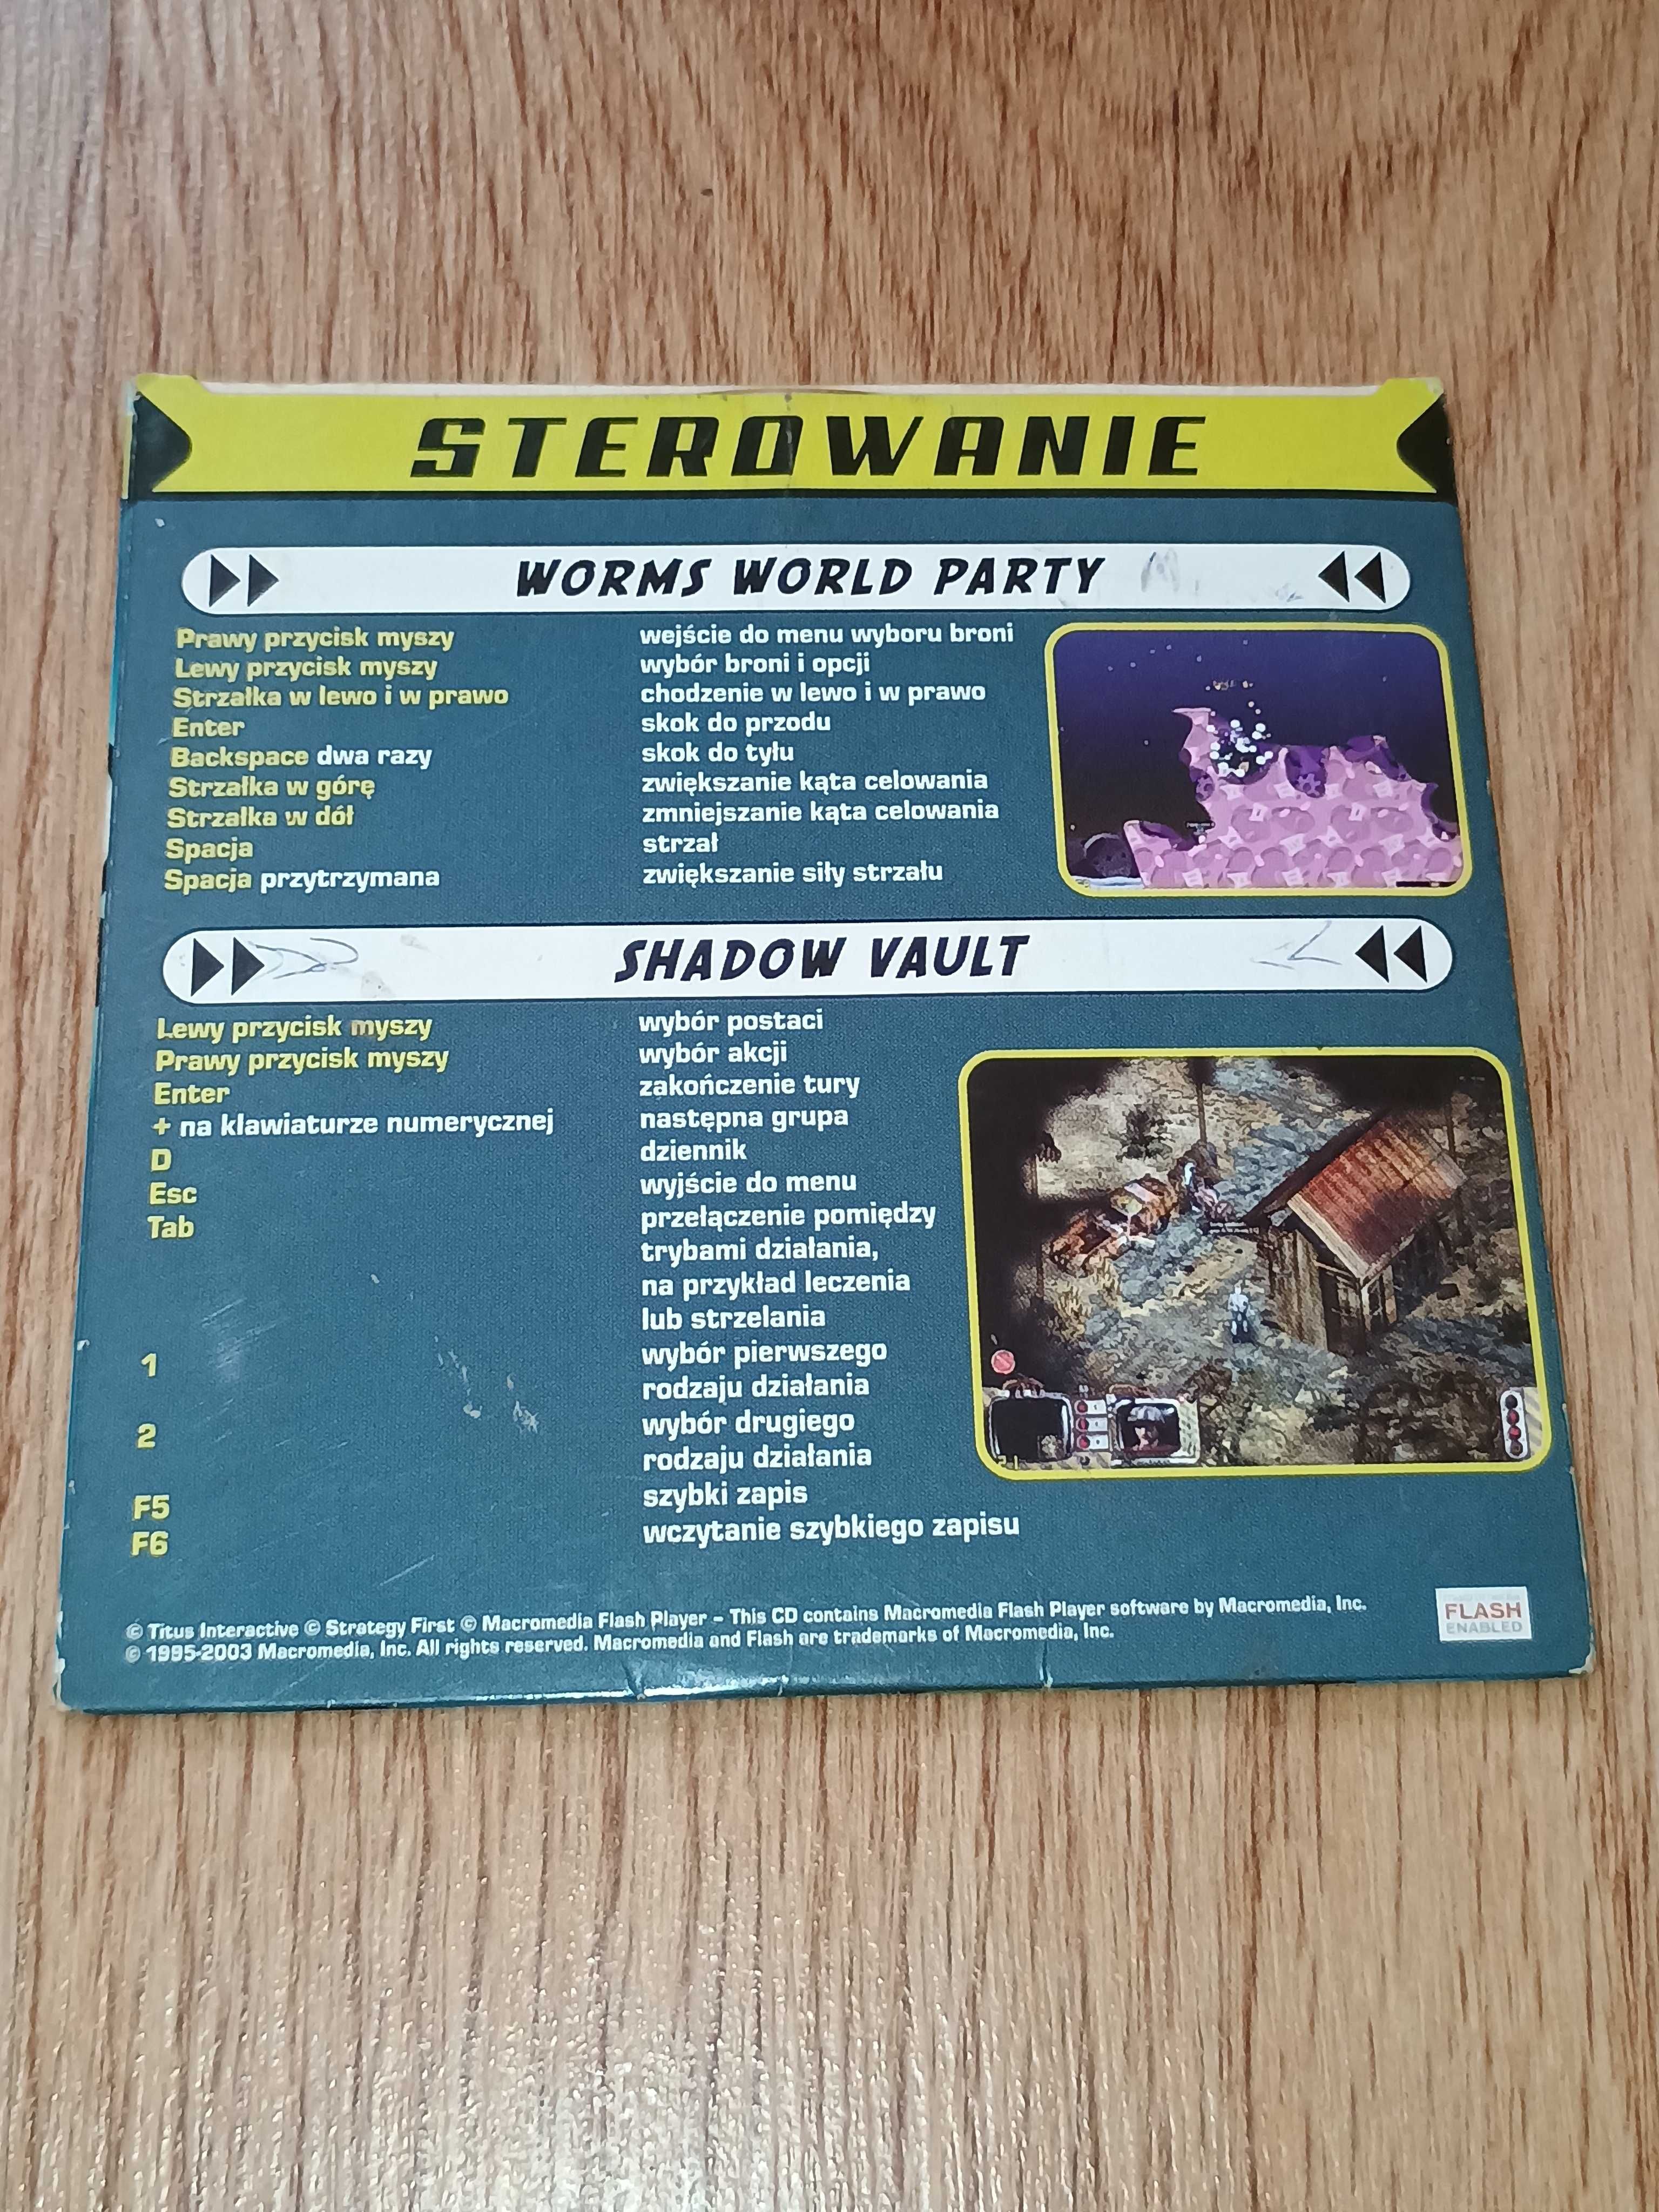 STEROWANIE
WORMS WORLD PARTY
Prawy przycisk myszy wejście do menu wyboru broni
Lewy przycisk myszy wybór broni i opcji
Strzałka w lewo i w prawo chodzenie w lewo i w prawo
Enter skok do przodu
Backspace dwa razy skok do tyłu
Strzałka w górę zwiększanie kąta celowania
Strzałka w dół zmniejszanie kąta celowania
Spacja strzał
Spacja przytrzymana zwiększanie siły strzału
SHADOW VAULT
Lewy przycisk myszy wybór postaci
Prawy przycisk myszy wybór akcji
Enter zakończenie tury
+ na klawiaturze numerycznej następna grupa
D dziennik
Esc wyjście do menu
Tab przełączenie pomiędzy
trybami działania,
na przykład leczenia
lub strzelania
1 wybór pierwszego
rodzaju działania
2 wybór drugiego
rodzaju działania
F5 szybki zapis
F6 wczytanie szybkiego zapisu
© Titus Interactive © Strategy First © Macromedia Flash Player – This CD contains Macromedia Flash Player software by Macromedia, Inc.
© 1995-2003 Macromedia, Inc. All rights reserved. Macromedia and Flash are trademarks of Macromedia, Inc.
FLASH
ENABLED